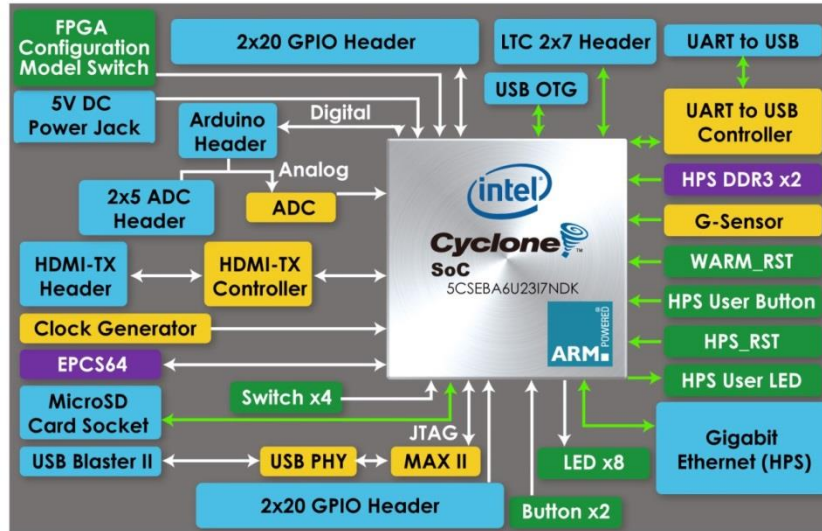 FPGA
Configuration
Model Switch
2x20 GPIO Header
LTC 2x7 Header
UART to USB
5V DC
Power Jack
USB OTG
Arduino
Header
Digital
UART to USB
Controller
Analog
2x5 ADC
Header
ADC
intel
HPS DDR3 x2
G-Sensor
HDMI-TX
Header
HDMI-TX
Controller
Cyclone
SoC
5CSEBA6U23I7NDK
WARM_RST
HPS User Button
Clock Generator
ARM
POWERED
HPS_RST
EPCS64
HPS User LED
MicroSD
Card Socket
Switch x4
JTAG
Gigabit
Ethernet (HPS)
USB Blaster II
USB PHY
MAX II
LED x8
2x20 GPIO Header
Button x2